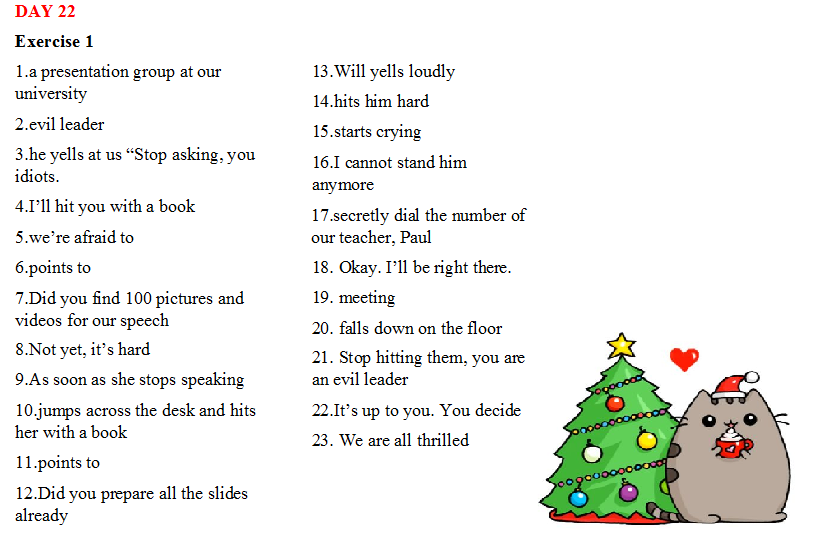 DAY 22
Exercise 1
1.a presentation group at our
university
2.evil leader
3.he yells at us “Stop asking, you
idiots.
4.I’ll hit you with a book
5.we’re afraid to
6.points to
7.Did you find 100 pictures and
videos for our speech
8.Not yet, it’s hard
9.As soon as she stops speaking
10.jumps across the desk and hits
her with a book
11.points to
12.Did you prepare all the slides
already
13.Will yells loudly
14.hits him hard
15.starts crying
16.I cannot stand him
anymore
17.secretly dial the number of
our teacher, Paul
18. Okay. I’ll be right there.
19. meeting
20. falls down on the floor
21. Stop hitting them, you are
an evil leader
22.It’s up to you. You decide
23. We are all thrilled